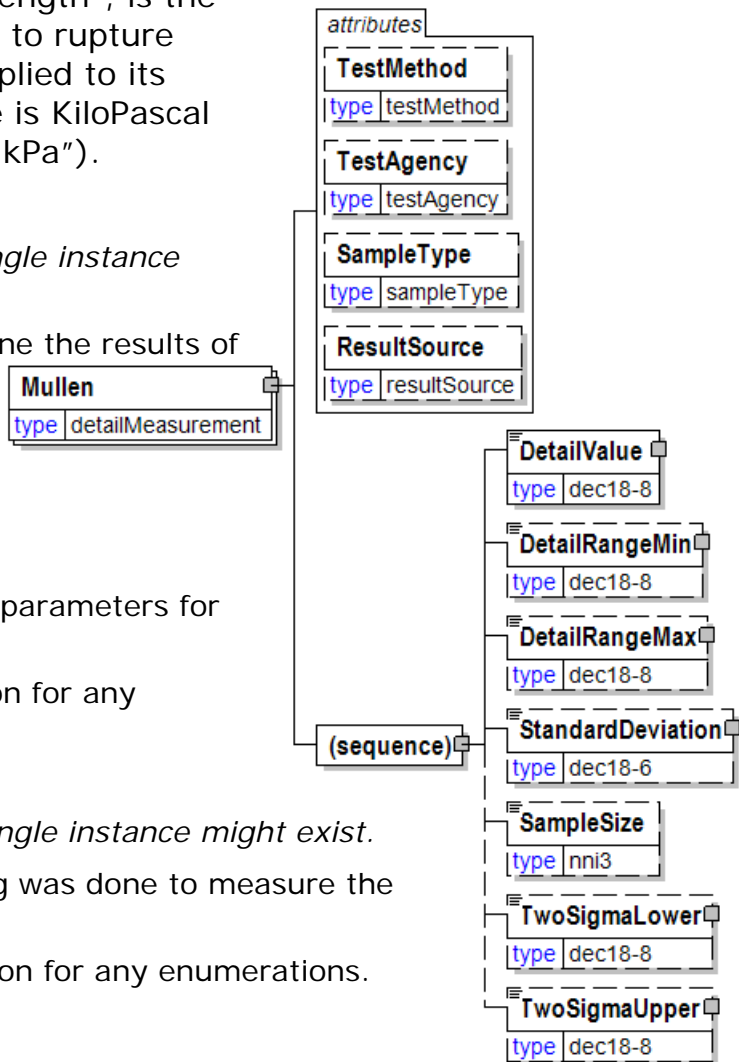 ength", is the
to rupture
plied to its
e is KiloPascal
kPa").
ngle instance
ne the results of
parameters for
on for any
ngle instance might exist.
g was done to measure the
on for any enumerations.
Mullen
type detailMeasurement
attributes
TestMethod
type testMethod
TestAgency
type testAgency
SampleType
type sampleType
ResultSource
type resultSource
(sequence)
DetailValue
type dec18-8
DetailRangeMin
type dec18-8
DetailRangeMax
type dec18-8
StandardDeviation
type dec18-6
SampleSize
type nni3
TwoSigmaLower
type dec18-8
TwoSigmaUpper
type dec18-8